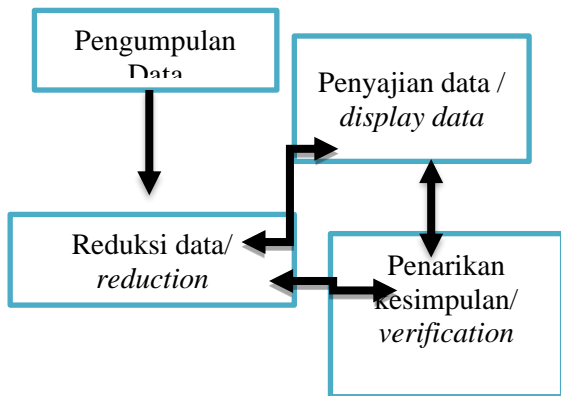 Pengumpulan
Data
Penyajian data /
display data
Reduksi data/
reduction
Penarikan
kesimpulan/
verification